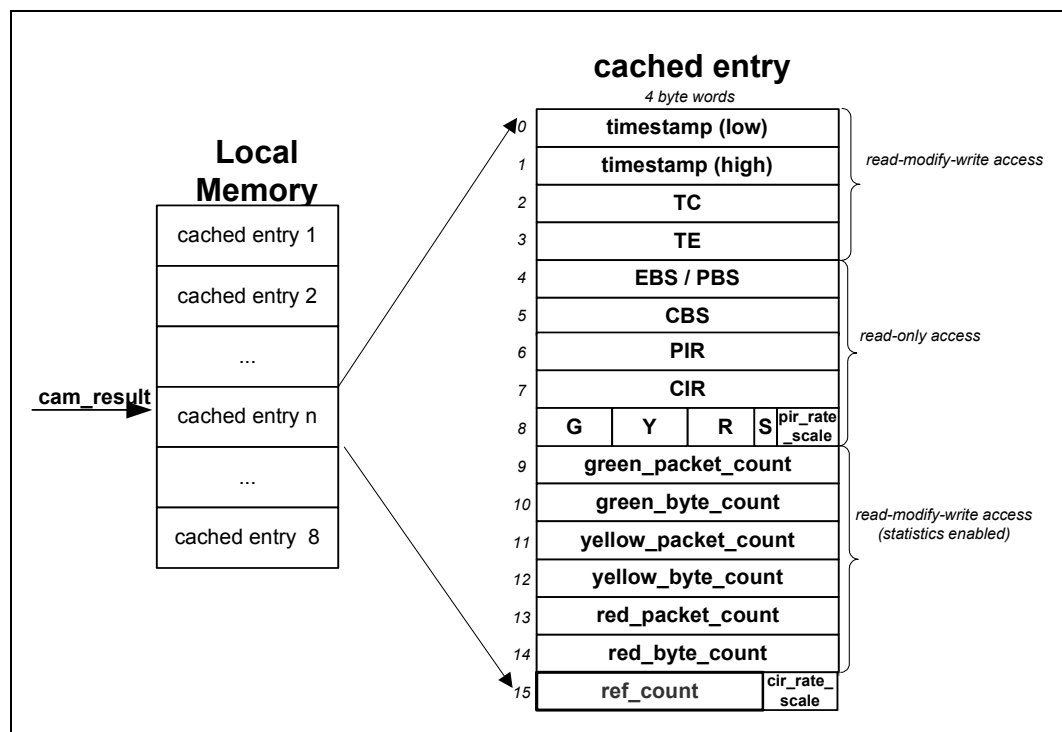 cached entry
4 byte words
Local
Memory
cached entry 1
cached entry 2
...
cam_result
cached entry n
...
cached entry 8
0
timestamp (low)
1
timestamp (high)
2
TC
3
TE
read-modify-write access
4
EBS / PBS
5
CBS
6
PIR
7
CIR
8
G Y R S pir_rate
_scale
read-only access
9
green_packet_count
10
green_byte_count
11
yellow_packet_count
12
yellow_byte_count
13
red_packet_count
14
red_byte_count
read-modify-write access
(statistics enabled)
15
ref_count
cir_rate_
scale